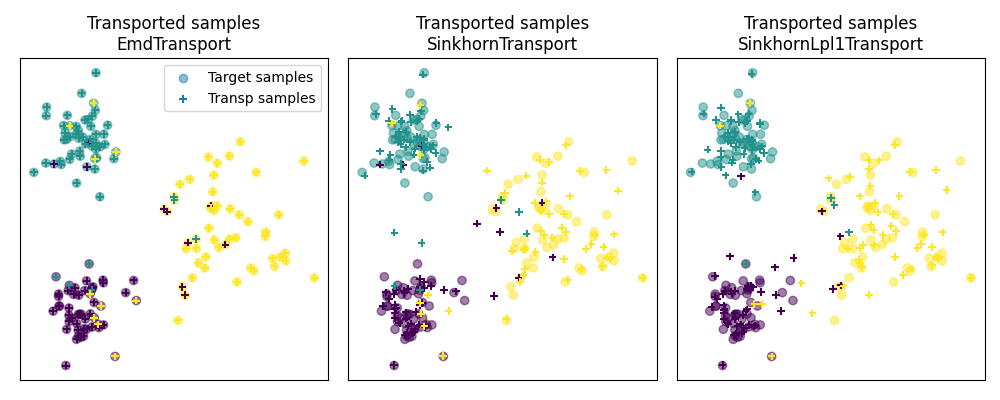 Transported samples
EmdTransport
Transported samples
SinkhornTransport
Transported samples
SinkhornLpl1Transport
Target samples
Transp samples